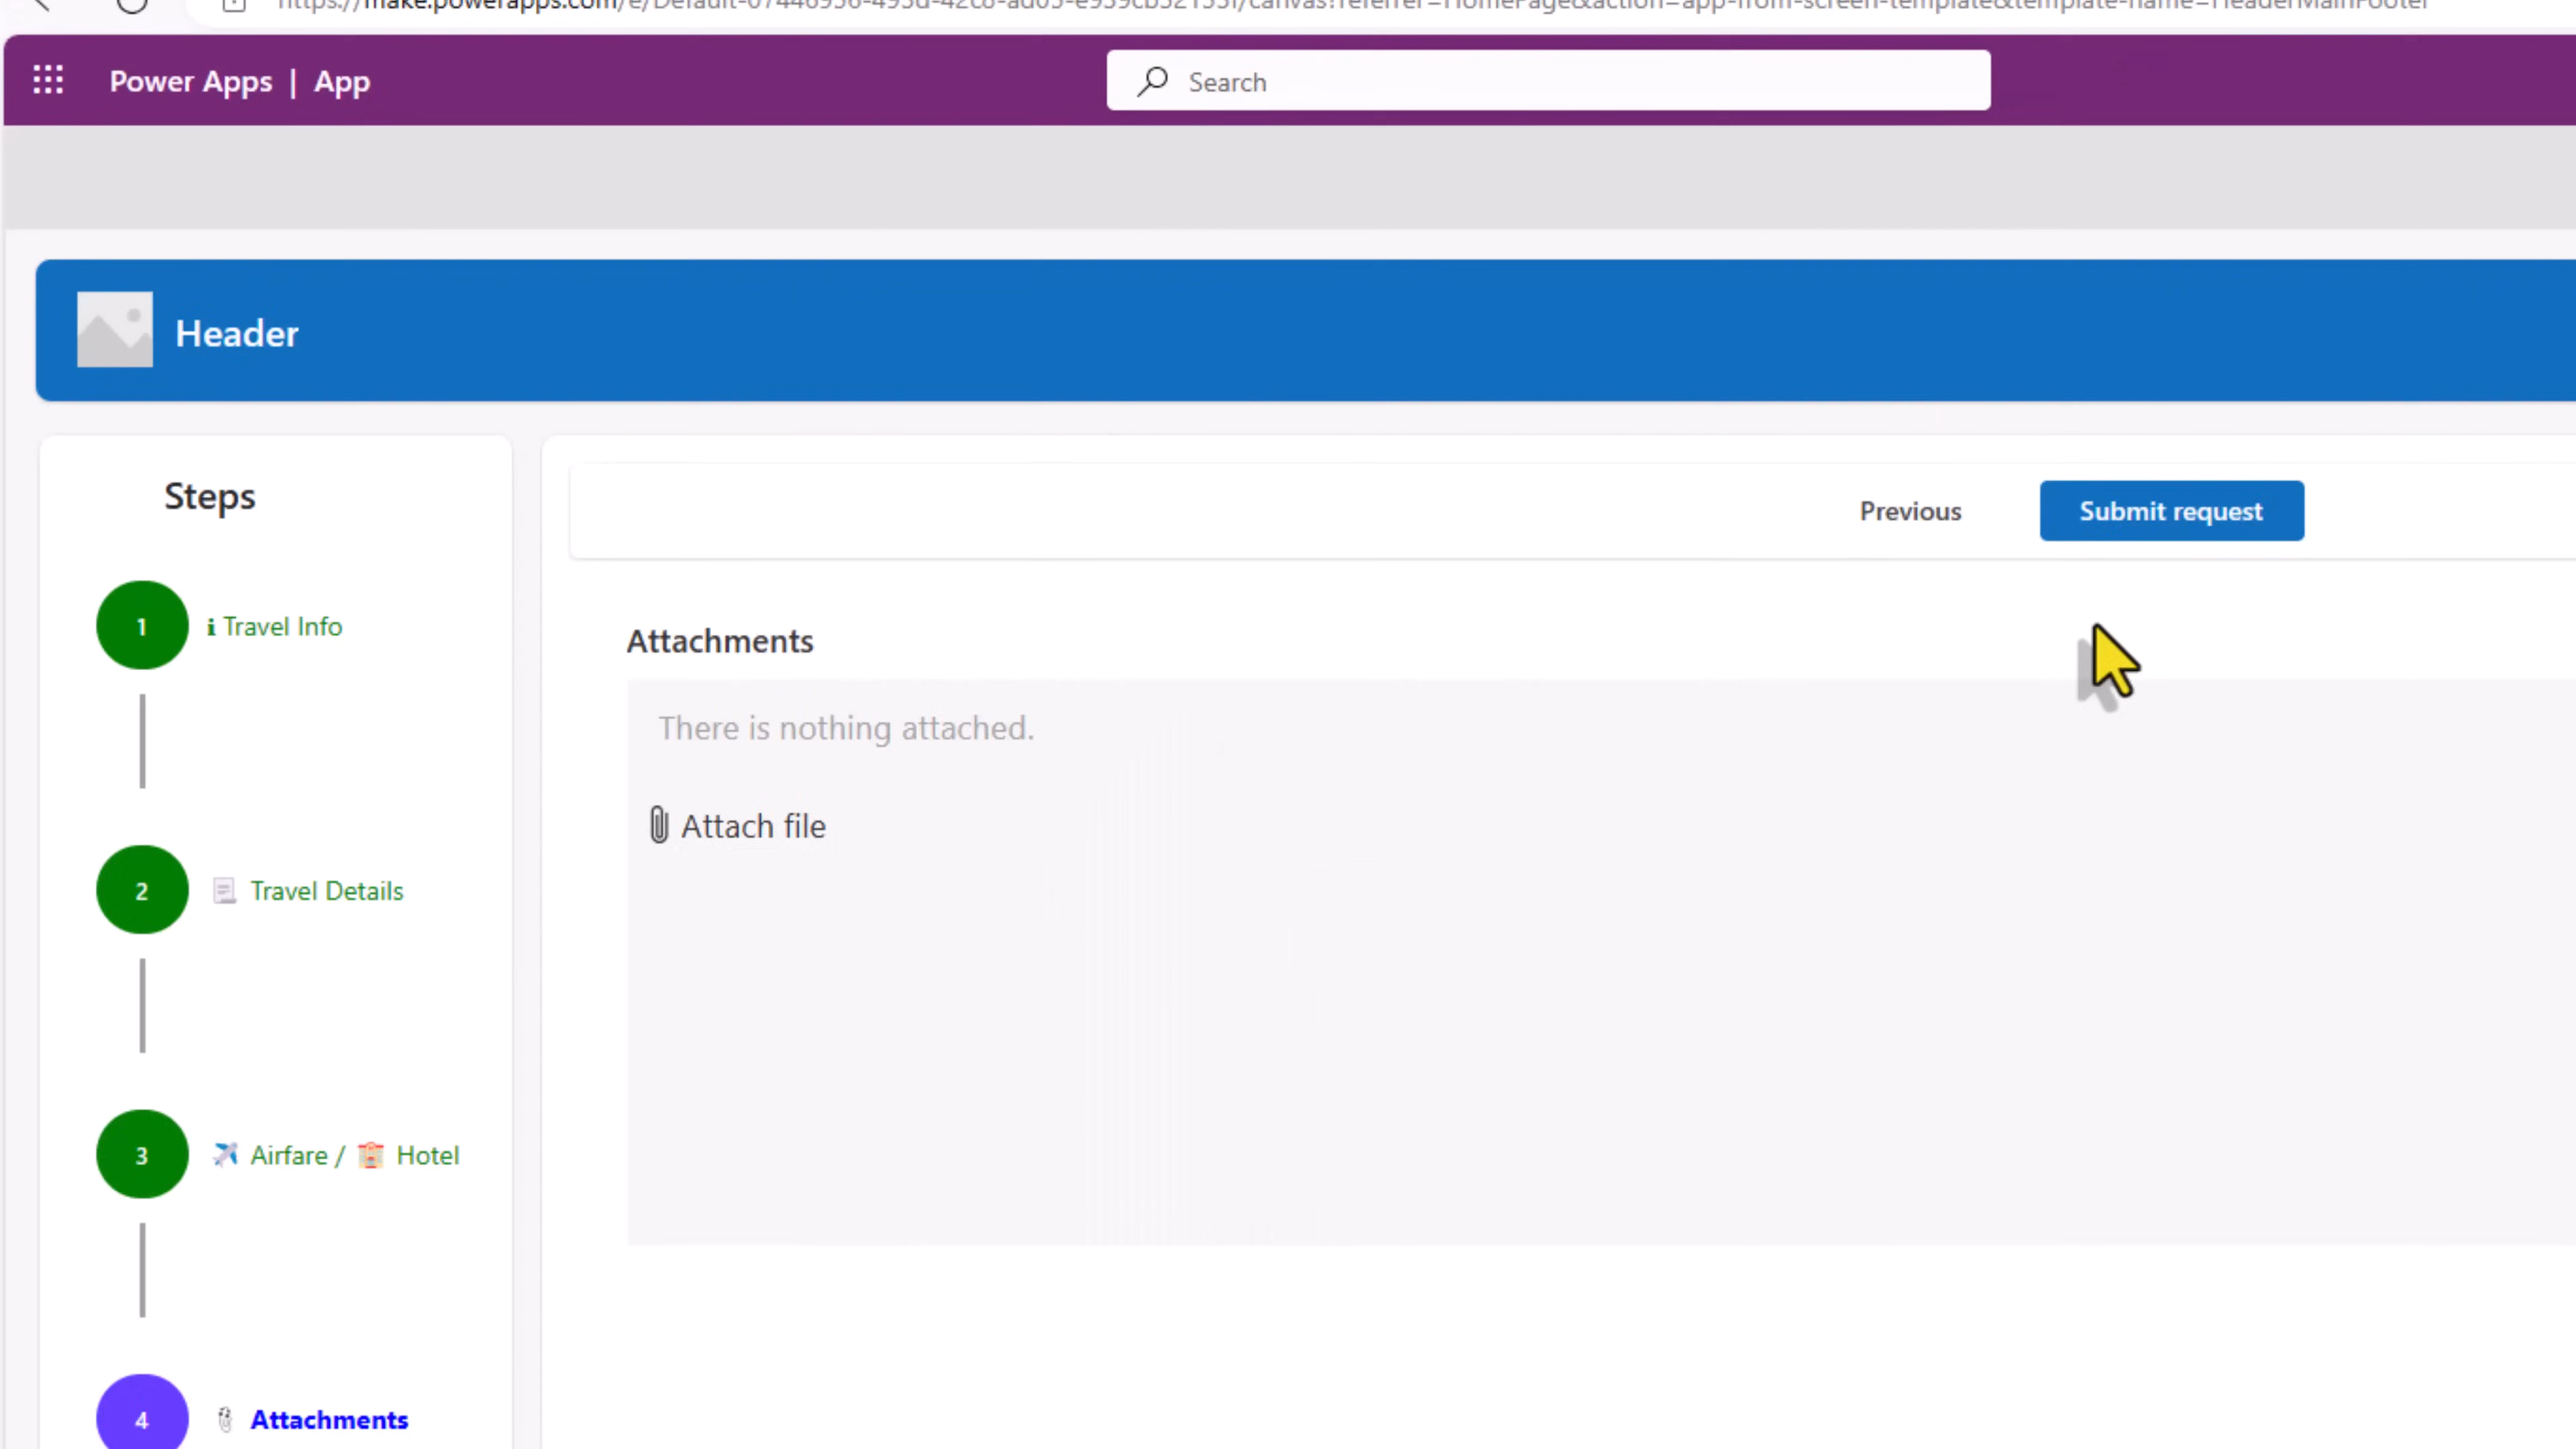 Power Apps | App
Search
Header
Steps
Previous
Submit request
1
Travel Info
Attachments
There is nothing attached.
Attach file
2
Travel Details
3
Airfare / Hotel
4
Attachments